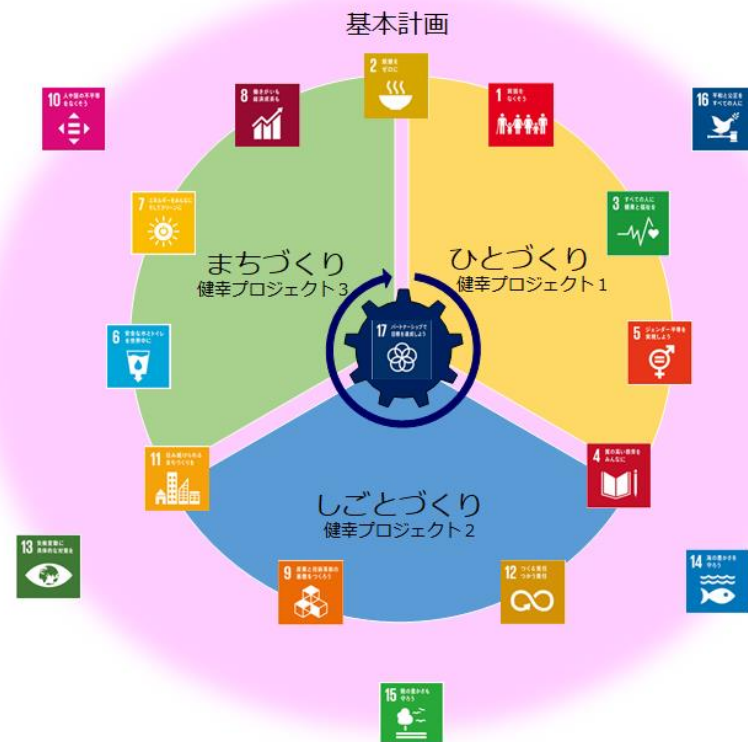 基本計画
2 飢餓を
ゼロに
8 働きがいも
経済成長も
1 貧困を
なくそう
10 人や国の不平等
をなくそう
16 平和と公正を
すべての人に
7 エネルギーをみんなに
そしてクリーンに
3 すべての人に
健康と福祉を
まちづくり
健幸プロジェクト3
ひとづくり
健幸プロジェクト1
17 パートナーシップで
目標を達成しよう
6 安全な水とトイレ
を世界中に
5 ジェンダー平等を
実現しよう
11 住み続けられる
まちづくりを
4 質の高い教育を
みんなに
しごとづくり
健幸プロジェクト2
13 気候変動に
具体的な対策を
9 産業と技術革新の
基盤をつくろう
12 つくる責任
つかう責任
14 海の豊かさを
守ろう
15 陸の豊かさも
守ろう